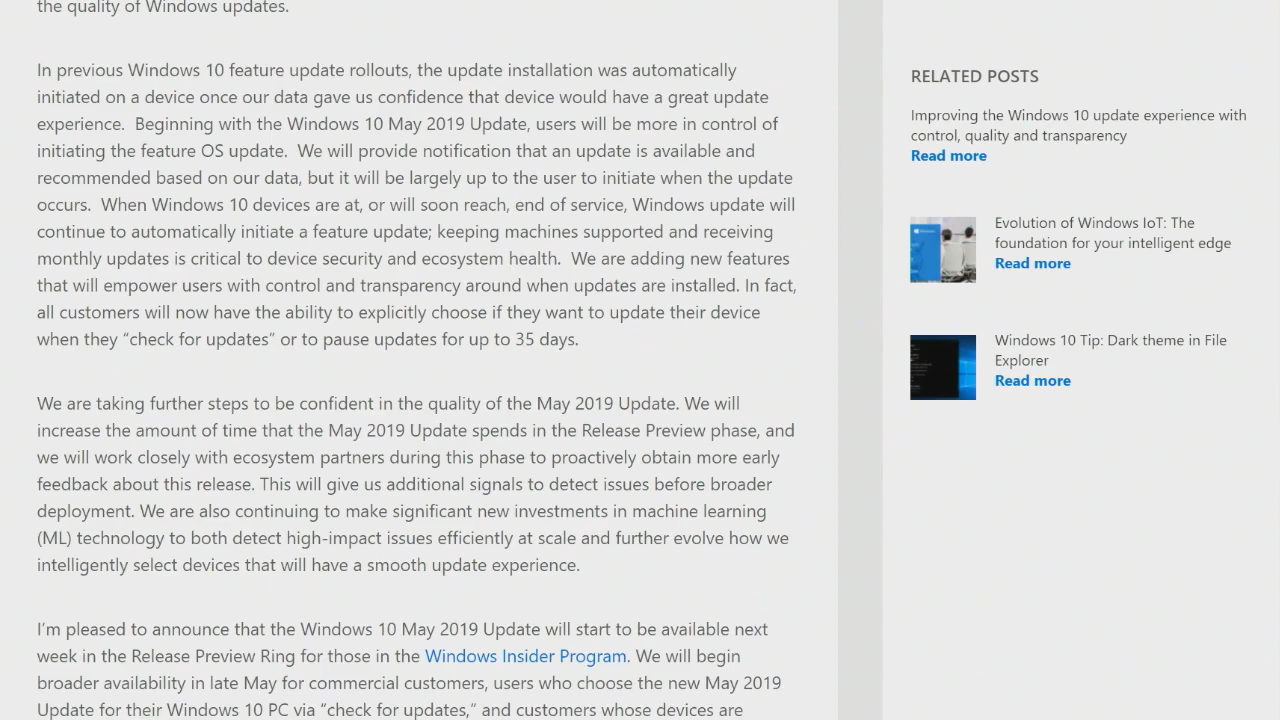 the quality of Windows updates.
In previous Windows 10 feature update rollouts, the update installation was automatically
initiated on a device once our data gave us confidence that device would have a great update
experience.  Beginning with the Windows 10 May 2019 Update, users will be more in control of
initiating the feature OS update.  We will provide notification that an update is available and
recommended based on our data, but it will be largely up to the user to initiate when the update
occurs.  When Windows 10 devices are at, or will soon reach, end of service, Windows update will
continue to automatically initiate a feature update; keeping machines supported and receiving
monthly updates is critical to device security and ecosystem health.  We are adding new features
that will empower users with control and transparency around when updates are installed. In fact,
all customers will now have the ability to explicitly choose if they want to update their device
when they “check for updates” or to pause updates for up to 35 days.
We are taking further steps to be confident in the quality of the May 2019 Update. We will
increase the amount of time that the May 2019 Update spends in the Release Preview phase, and
we will work closely with ecosystem partners during this phase to proactively obtain more early
feedback about this release. This will give us additional signals to detect issues before broader
deployment. We are also continuing to make significant new investments in machine learning
(ML) technology to both detect high-impact issues efficiently at scale and further evolve how we
intelligently select devices that will have a smooth update experience.
I’m pleased to announce that the Windows 10 May 2019 Update will start to be available next
week in the Release Preview Ring for those in the Windows Insider Program. We will begin
broader availability in late May for commercial customers, users who choose the new May 2019
Update for their Windows 10 PC via “check for updates,” and customers whose devices are
RELATED POSTS
Improving the Windows 10 update experience with
control, quality and transparency
Read more
Evolution of Windows IoT: The
foundation for your intelligent edge
Read more
Windows 10 Tip: Dark theme in File
Explorer
Read more